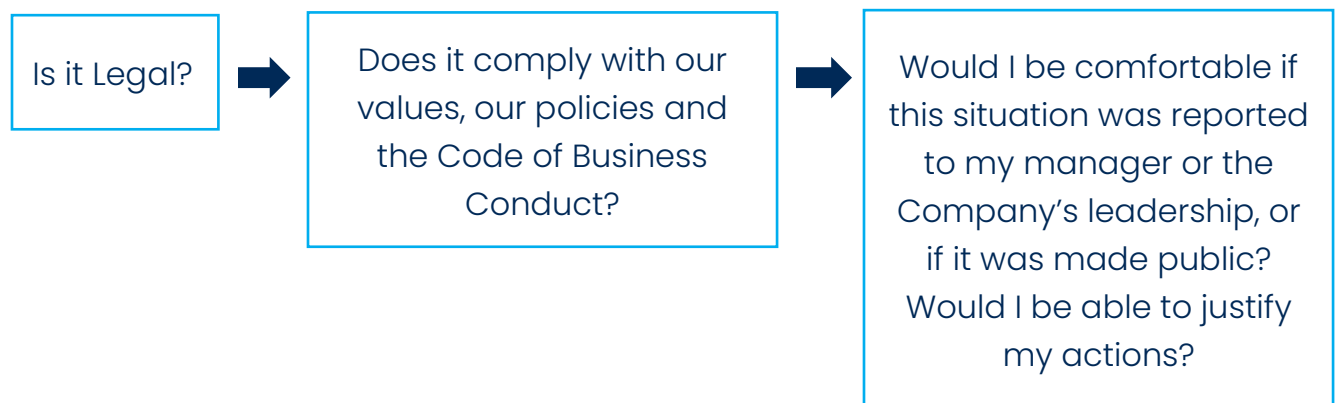 Is it Legal?
Does it comply with our
values, our policies and
the Code of Business
Conduct?
Would I be comfortable if
this situation was reported
to my manager or the
Company’s leadership, or
if it was made public?
Would I be able to justify
my actions?